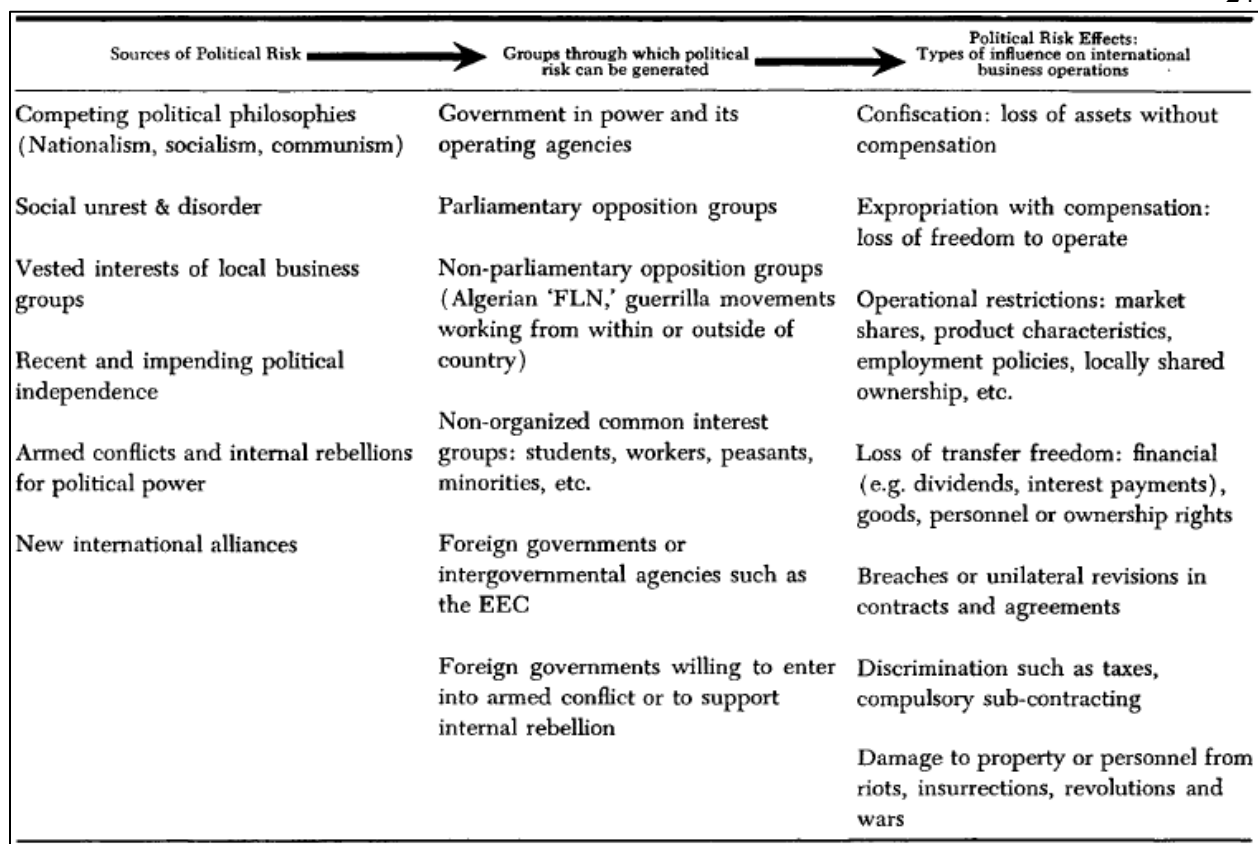 Sources of Political Risk
Groups through which political
risk can be generated
Political Risk Effects:
Types of influence on international
business operations
Competing political philosophies
(Nationalism, socialism, communism)
Social unrest & disorder
Vested interests of local business
groups
Recent and impending political
independence
Armed conflicts and internal rebellions
for political power
New international alliances
Government in power and its
operating agencies
Parliamentary opposition groups
Non-parliamentary opposition groups
(Algerian ‘FLN,’ guerrilla movements
working from within or outside of
country)
Non-organized common interest
groups: students, workers, peasants,
minorities, etc.
Foreign governments or
intergovernmental agencies such as
the EEC
Foreign governments willing to enter
into armed conflict or to support
internal rebellion
Confiscation: loss of assets without
compensation
Expropriation with compensation:
loss of freedom to operate
Operational restrictions: market
shares, product characteristics,
employment policies, locally shared
ownership, etc.
Loss of transfer freedom: financial
(e.g. dividends, interest payments),
goods, personnel or ownership rights
Breaches or unilateral revisions in
contracts and agreements
Discrimination such as taxes,
compulsory sub-contracting
Damage to property or personnel from
riots, insurrections, revolutions and
wars